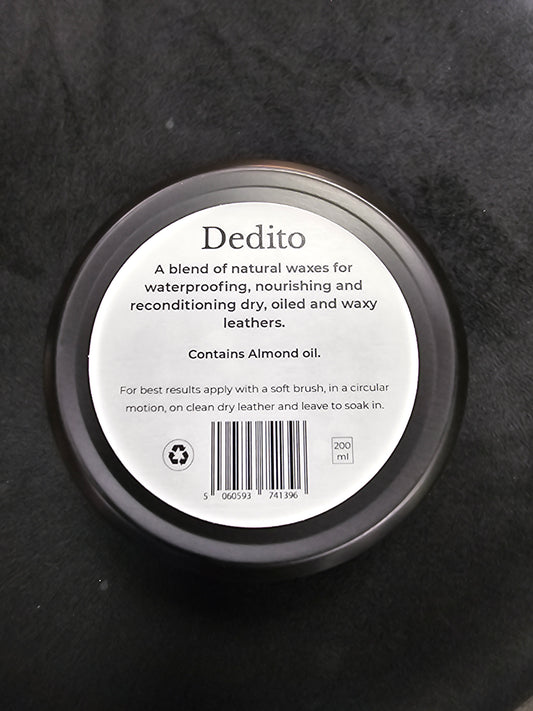 Dedito
A blend of natural waxes for
waterproofing, nourishing and
reconditioning dry, oiled and waxy
leathers.
Contains Almond oil.
For best results apply with a soft brush, in a circular
motion, on clean dry leather and leave to soak in.
200
ml
5 060593 741396